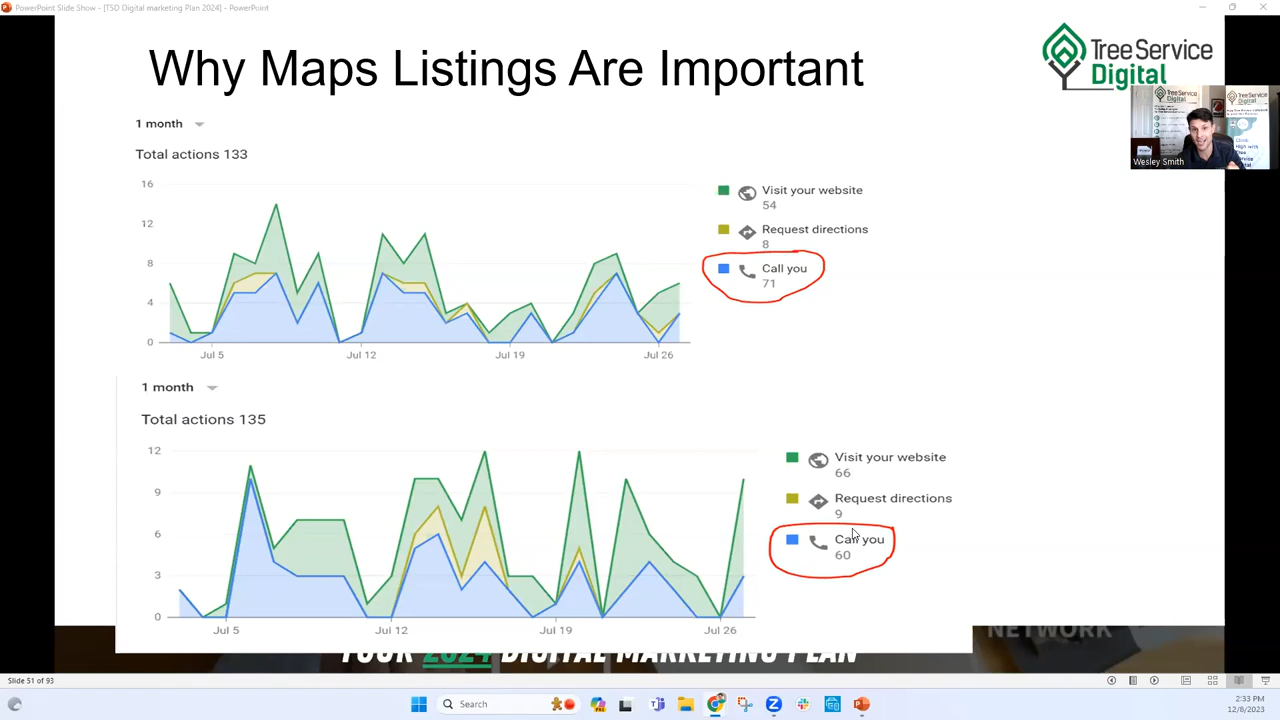 PowerPoint Slide Show - [TSD Digital marketing Plan 2024] - PowerPoint
Why Maps Listings Are Important
Tree Service
Digital
Wesley Smith
1 month
Total actions 133
16
12
8
4
0
Jul 5
Jul 12
Jul 19
Jul 26
Visit your website
54
Request directions
8
Call you
71
1 month
Total actions 135
12
9
6
3
0
Jul 5
Jul 12
Jul 19
Jul 26
Visit your website
66
Request directions
9
Call you
60
NETWORK
YOUR 2024 DIGITAL MARKETING PLAN
Slide 51 of 93
Search
2:33 PM
12/8/2023